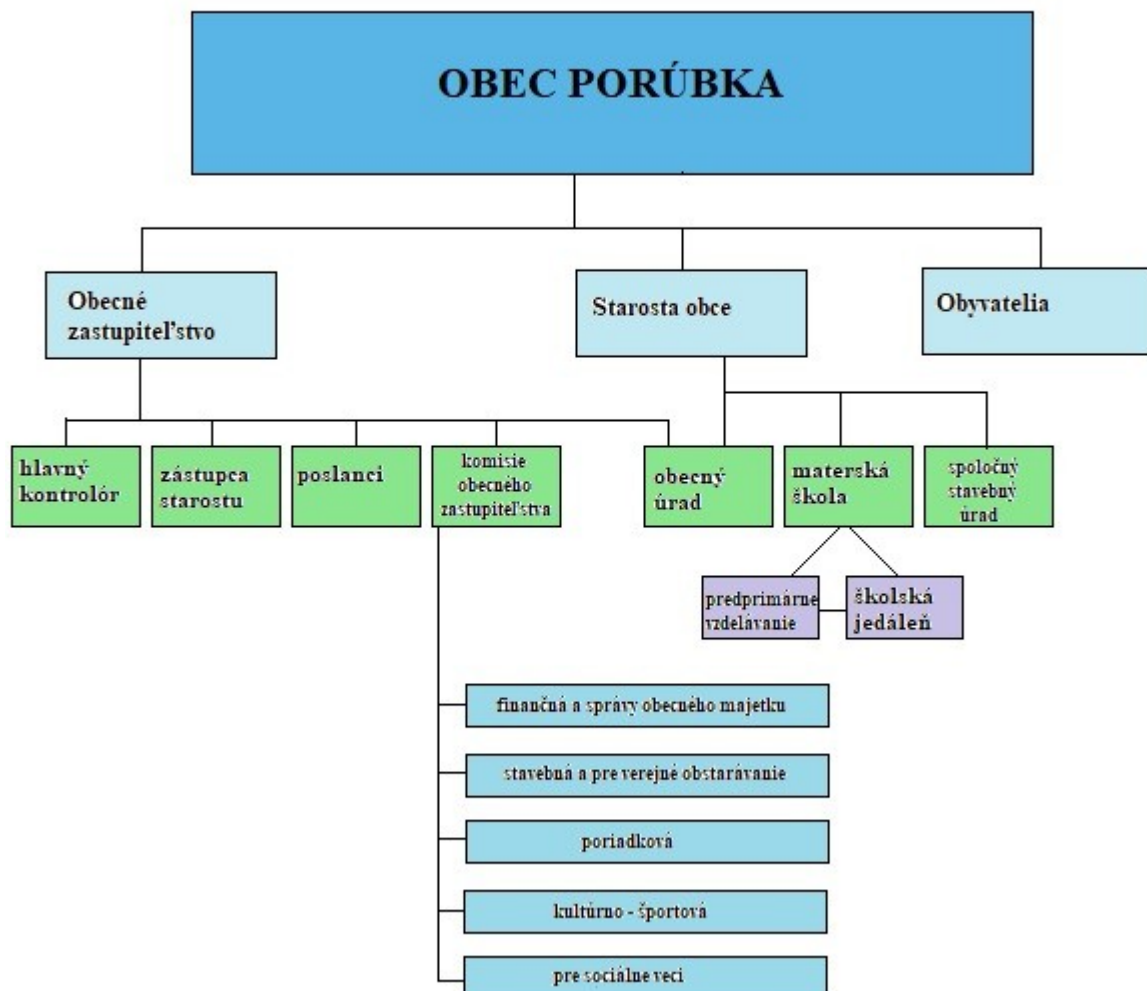 OBEC PORÚBKA
Obecné
zastupiteľstvo
Starosta obce
Obyvatelia
hlavný
kontrolór
zástupca
starostu
poslanci
komisie
obecného
zastupiteľstva
obecný
úrad
materská
škola
spoločný
stavebný
úrad
predprimárne
vzdelávanie
školská
jedáleň
finančná a správy obecného majetku
stavebná a pre verejné obstarávanie
poriadková
kultúrno - športová
pre sociálne veci